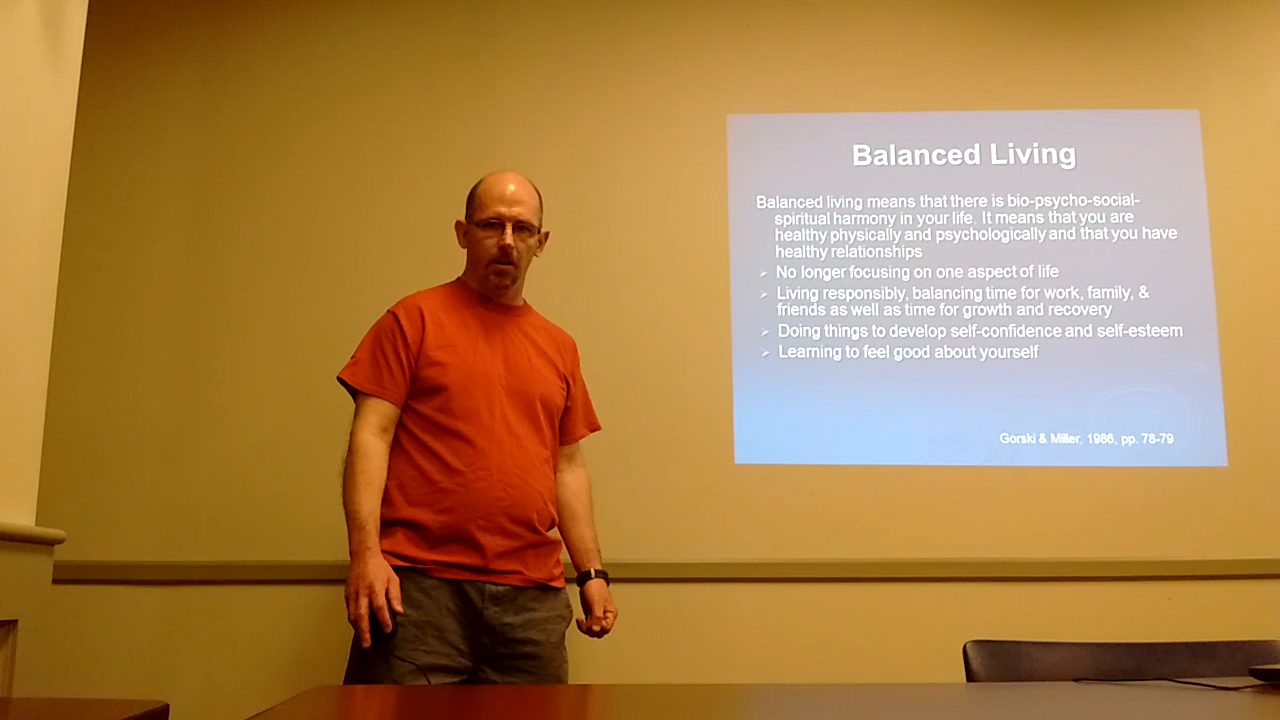 Balanced Living
Balanced living means that there is bio-psycho-social-
spiritual harmony in your life. It means that you are
healthy physically and psychologically and that you have
healthy relationships
➢ No longer focusing on one aspect of life
➢ Living responsibly, balancing time for work, family, &
friends as well as time for growth and recovery
➢ Doing things to develop self-confidence and self-esteem
➢ Learning to feel good about yourself
Gorski & Miller, 1986, pp. 78-79